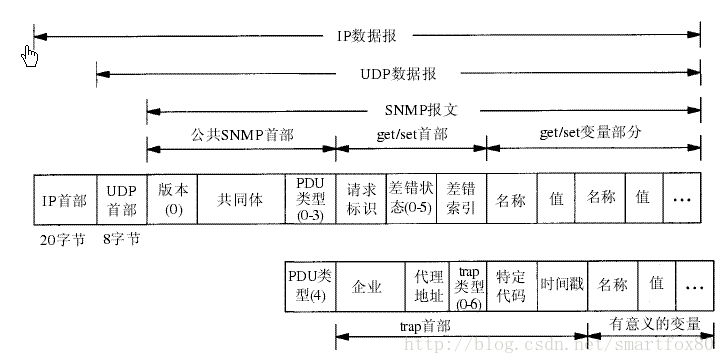 IP数据报
UDP数据报
SNMP报文
公共SNMP首部 get/set首部 get/set变量部分
IP首部 UDP首部 版本(0) 共同体 PDU类型(0-3) 请求标识 差错状态(0-5) 差错索引 名称 值 名称 值 …
20字节 8字节
PDU类型(4) 企业 代理地址 trap类型(0-6) 特定代码 时间戳 名称 值 …
trap首部 有意义的变量
http://blog.csdn.net/smartfox80